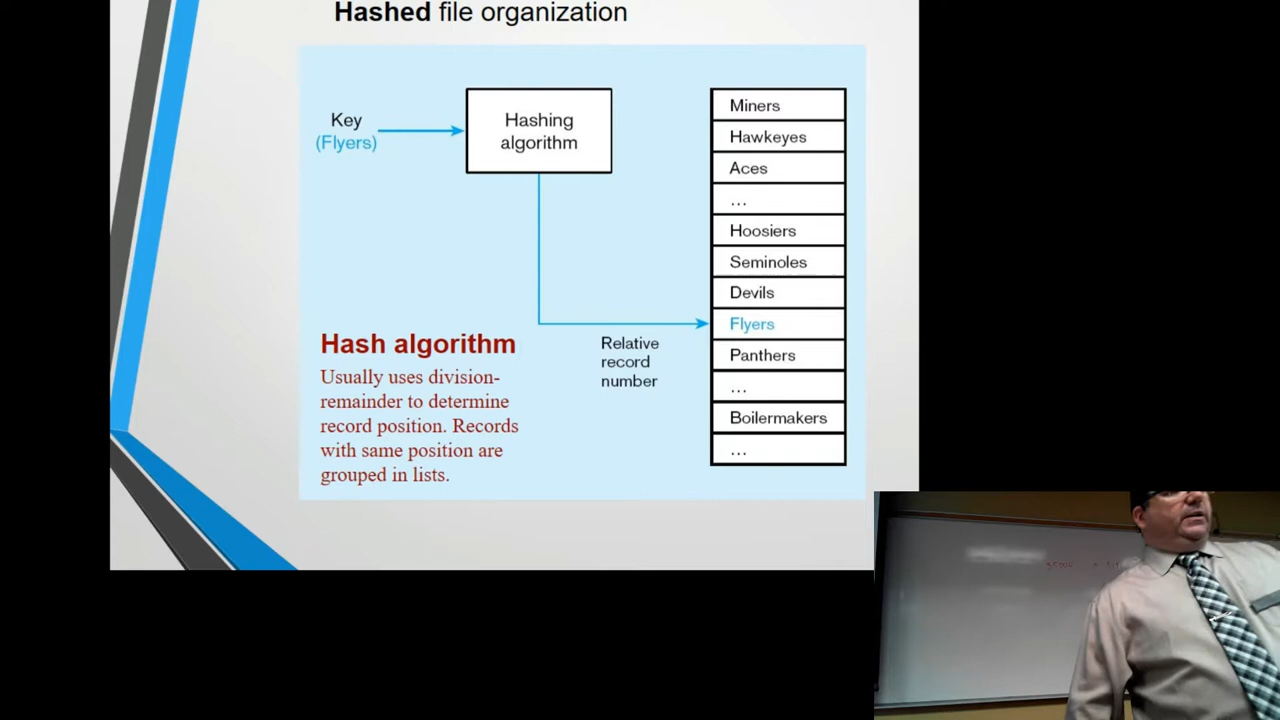 Hashed file organization
Key
(Flyers)
Hashing
algorithm
Relative
record
number
Miners
Hawkeyes
Aces
...
Hoosiers
Seminoles
Devils
Flyers
Panthers
...
Boilermakers
...
Hash algorithm
Usually uses division-
remainder to determine
record position. Records
with same position are
grouped in lists.